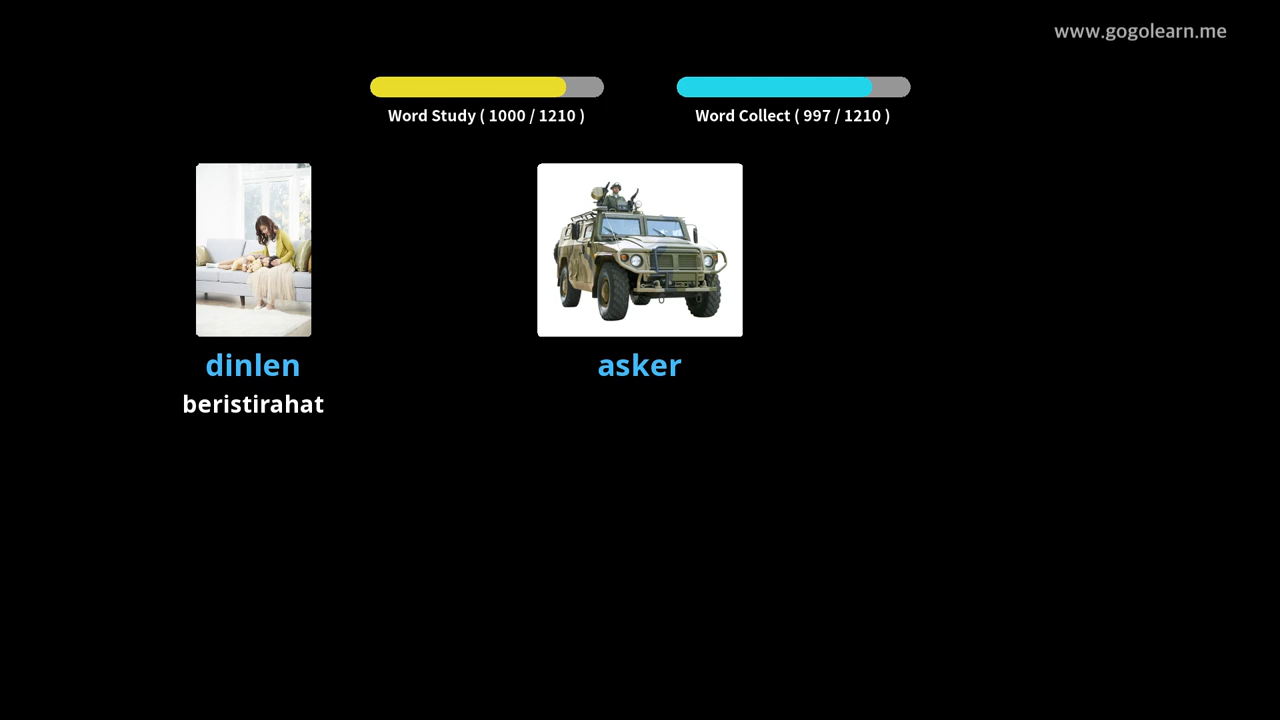 www.gogolearn.me
Word Study ( 1000 / 1210 )
Word Collect ( 997 / 1210 )
dinlen
asker
beristirahat